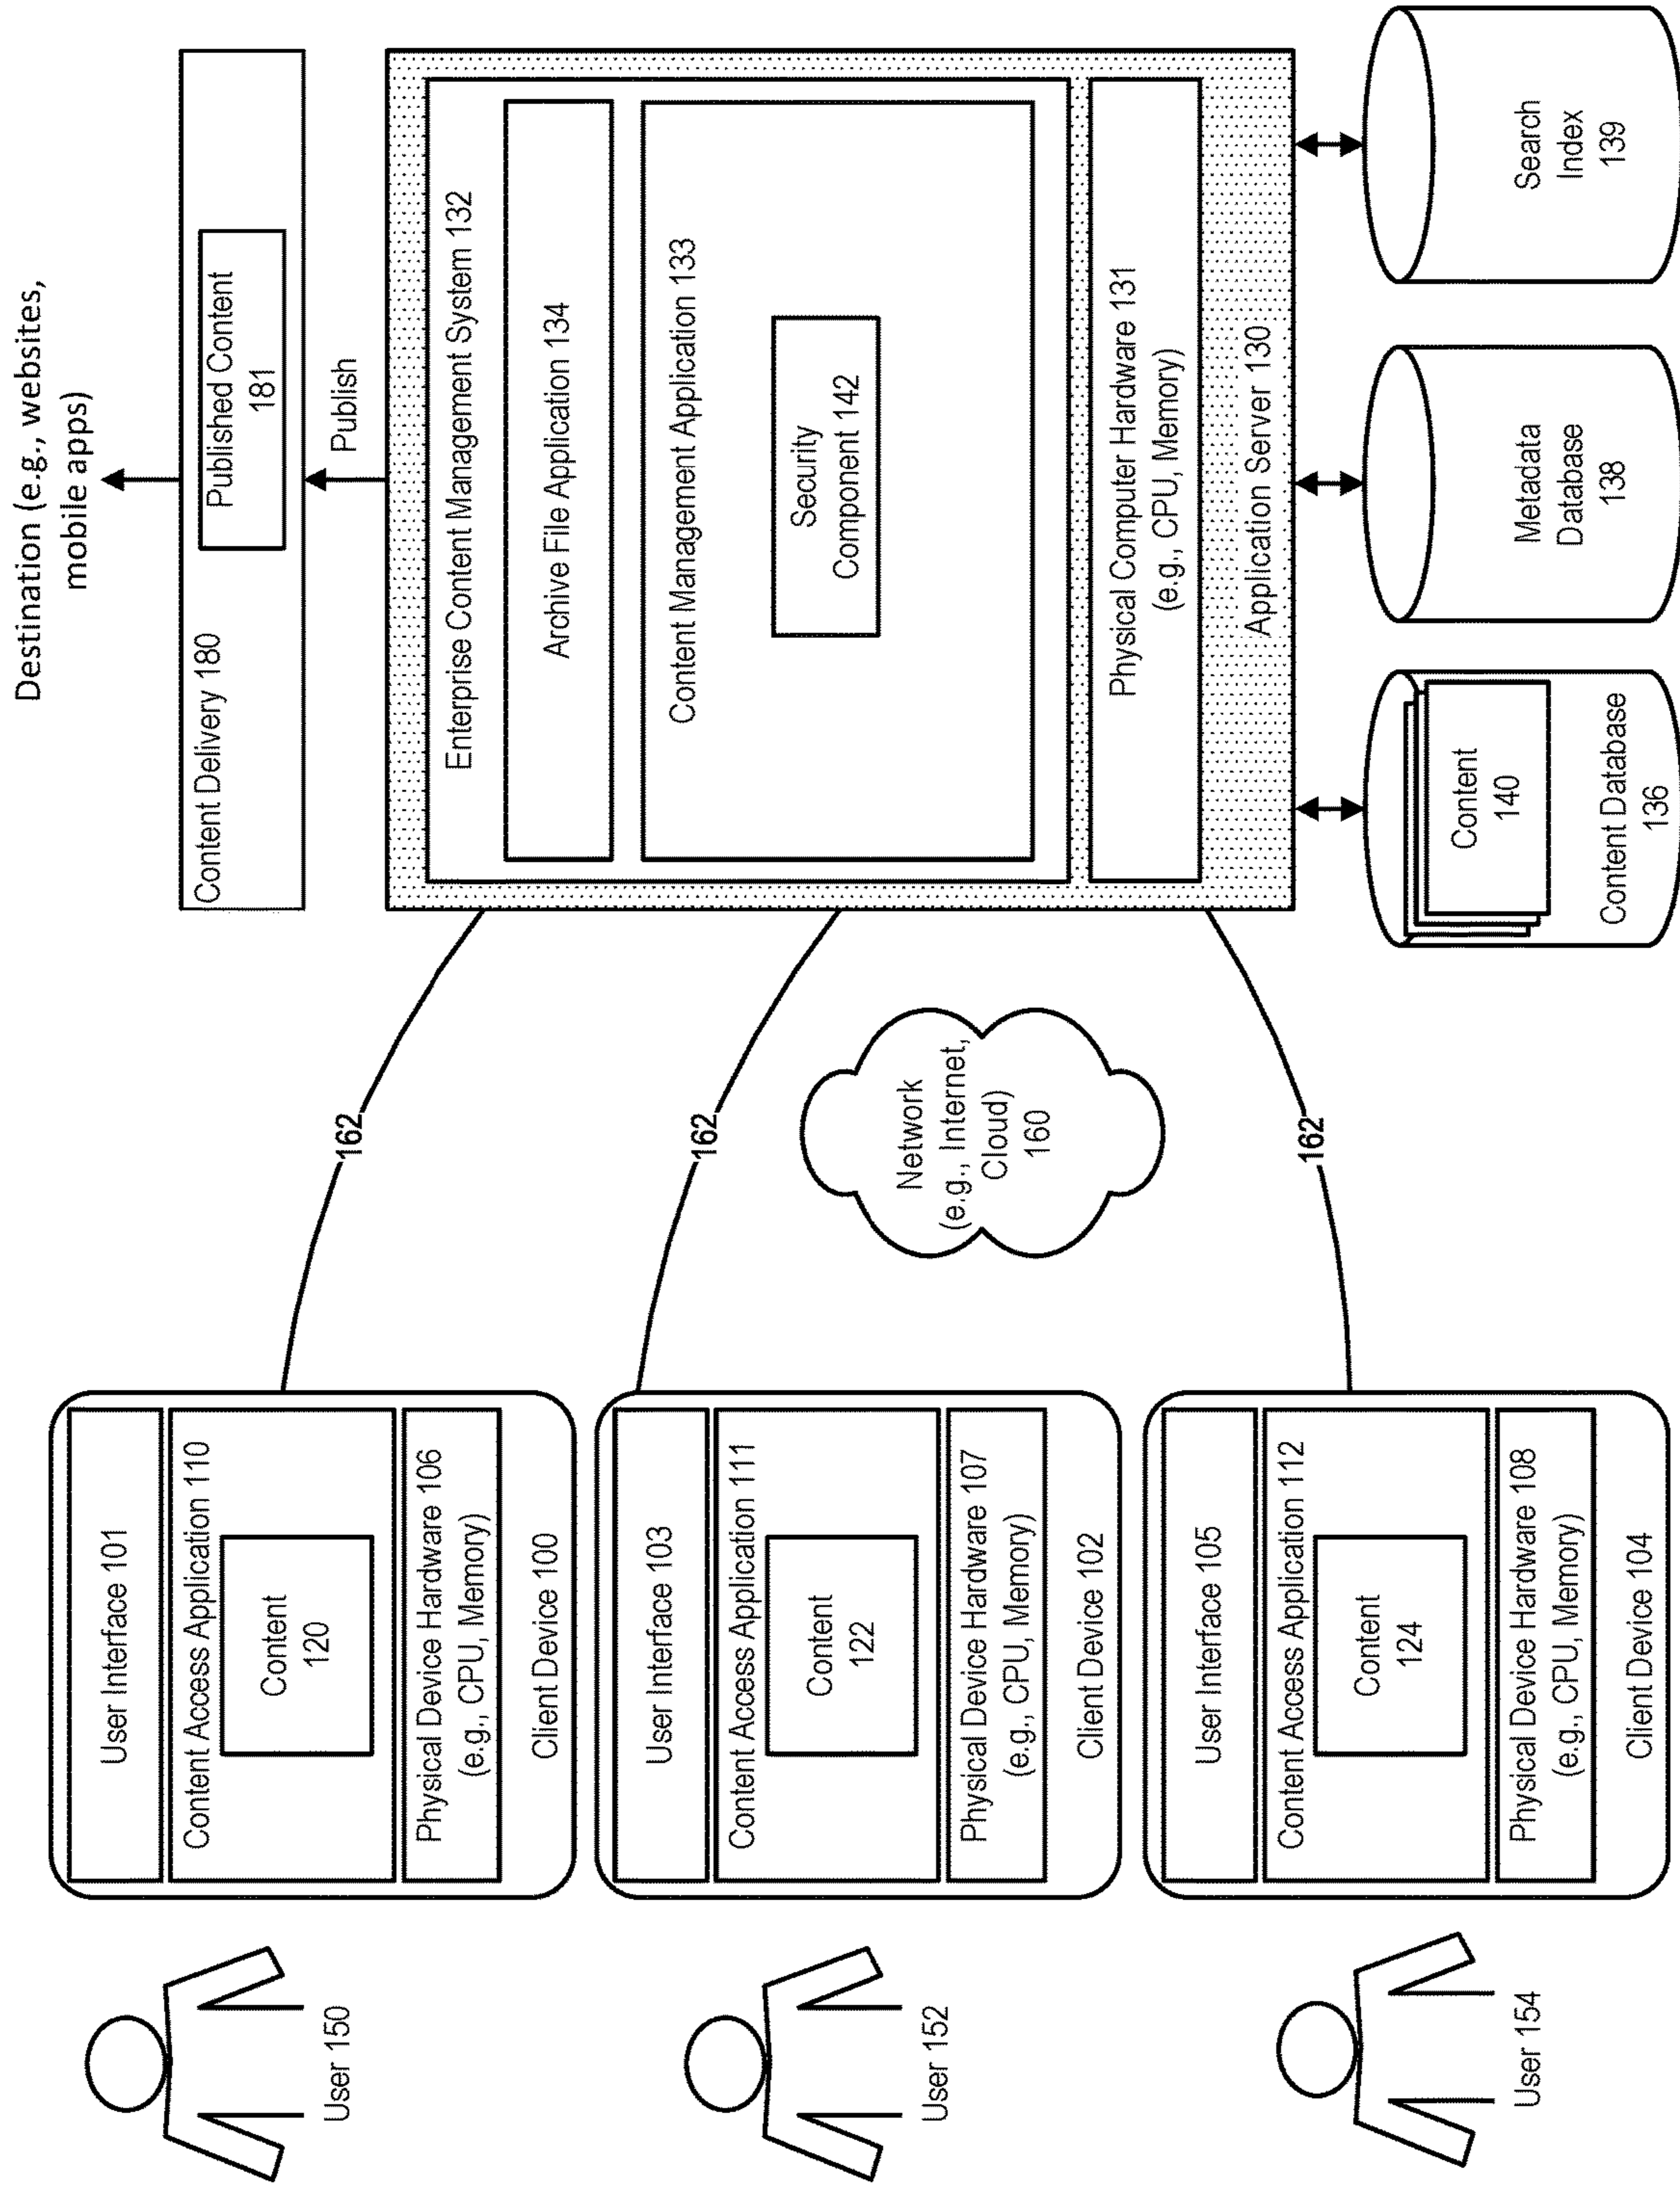 Destination (e.g., websites,
mobile apps)
Content Delivery 180
Published Content
181
Publish
User 150
User Interface 101
Content Access Application 110
Content
120
Physical Device Hardware 106
(e.g., CPU, Memory)
Client Device 100
162
User 152
User Interface 103
Content Access Application 111
Content
122
Physical Device Hardware 107
(e.g., CPU, Memory)
Client Device 102
162
User 154
User Interface 105
Content Access Application 112
Content
124
Physical Device Hardware 108
(e.g., CPU, Memory)
Client Device 104
162
Network
(e.g., Internet,
Cloud)
160
Enterprise Content Management System 132
Archive File Application 134
Content Management Application 133
Security
Component 142
Physical Computer Hardware 131
(e.g., CPU, Memory)
Application Server 130
Content
140
Content Database
136
Metadata
Database
138
Search
Index
139